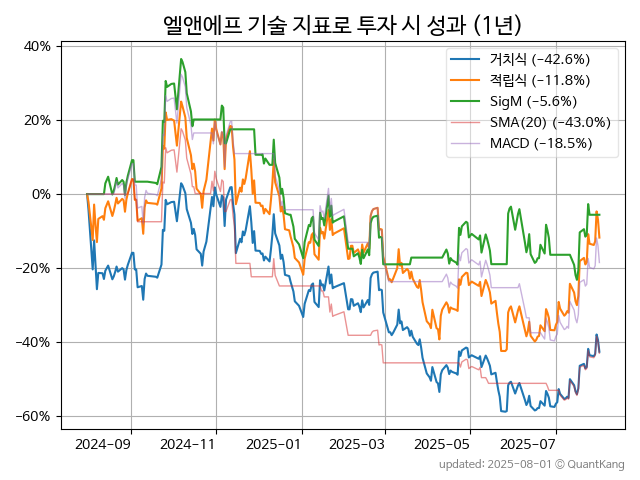 엘앤에프 기술 지표로 투자 시 성과 (1년)
40%
20%
0%
−20%
−40%
−60%
거치식 (−42.6%)
적립식 (−11.8%)
SigM (−5.6%)
SMA(20) (−43.0%)
MACD (−18.5%)
2024-09
2024-11
2025-01
2025-03
2025-05
2025-07
updated: 2025-08-01 © QuantKang